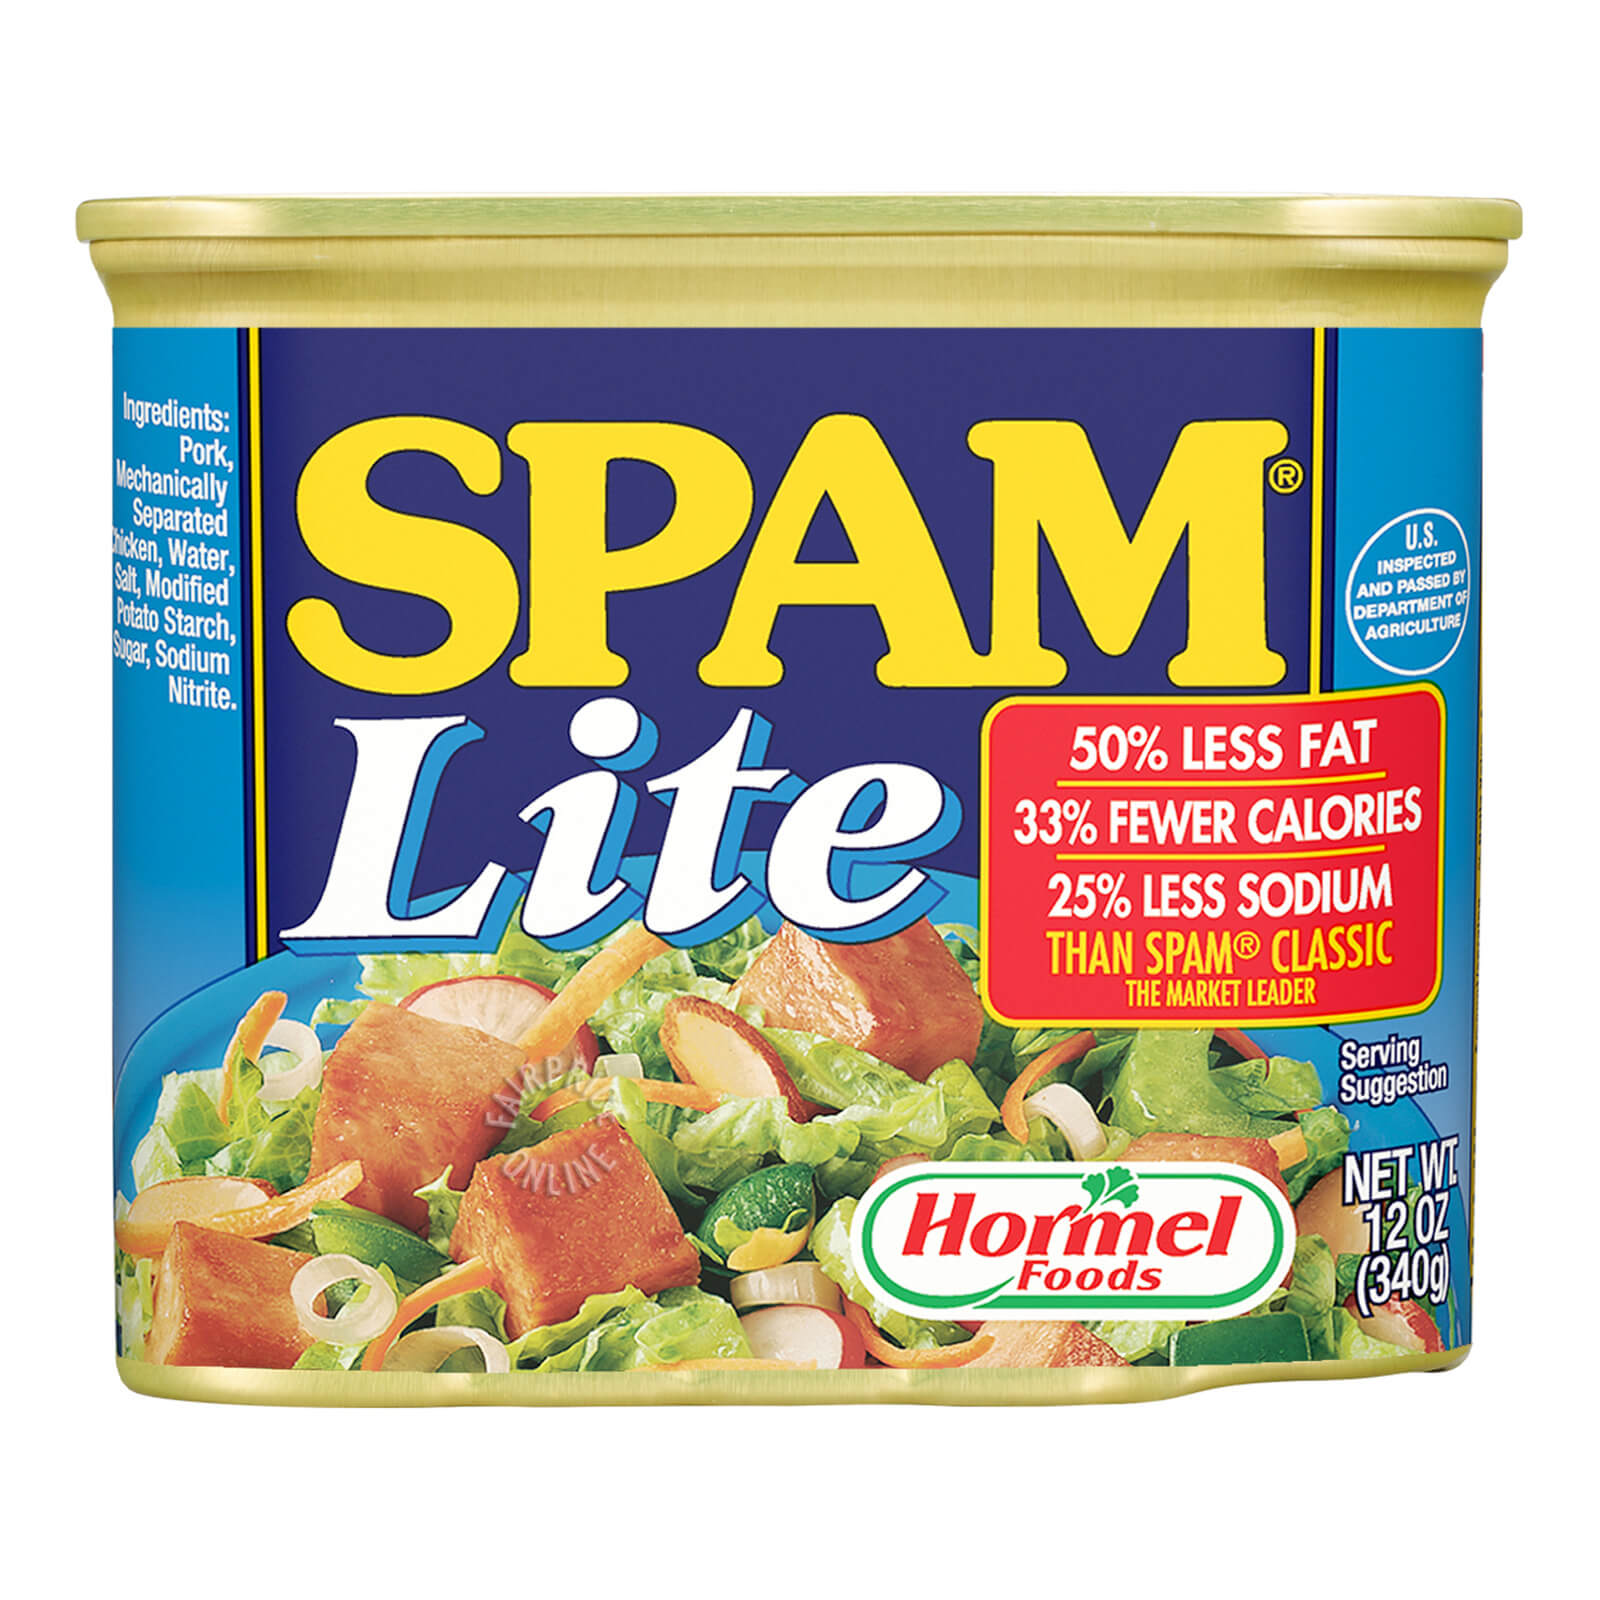 Ingredients:
Pork,
Mechanically
Separated
Chicken, Water,
Salt, Modified
Potato Starch,
Sugar, Sodium
Nitrite.
SPAM®
Lite
U.S.
INSPECTED
AND PASSED BY
DEPARTMENT OF
AGRICULTURE
50% LESS FAT
33% FEWER CALORIES
25% LESS SODIUM
THAN SPAM® CLASSIC
THE MARKET LEADER
Serving
Suggestion
FAIRPRICE
ONLINE
Hormel
Foods
NET WT.
12 OZ
(340g)